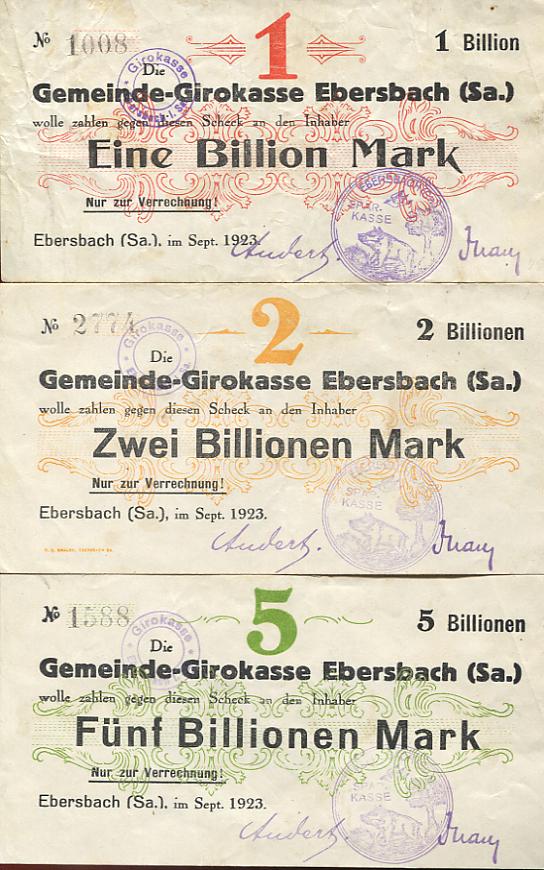 № 1008
1
1 Billion
Girokasse
Die
Gemeinde-Girokasse Ebersbach (Sa.)
wolle zahlen gegen diesen Scheck an den Inhaber
Eine Billion Mark
Nur zur Verrechnung!
EBERSBACH
SPAR-
KASSE
Ebersbach (Sa.), im Sept. 1923.
№ 2774
2
2 Billionen
Girokasse
Die
Gemeinde-Girokasse Ebersbach (Sa.)
wolle zahlen gegen diesen Scheck an den Inhaber
Zwei Billionen Mark
Nur zur Verrechnung!
SPAR-
KASSE
Ebersbach (Sa.), im Sept. 1923.
№ 1588
5
5 Billionen
Girokasse
Die
Gemeinde-Girokasse Ebersbach (Sa.)
wolle zahlen gegen diesen Scheck an den Inhaber
Fünf Billionen Mark
Nur zur Verrechnung!
SPAR-
KASSE
Ebersbach (Sa.), im Sept. 1923.